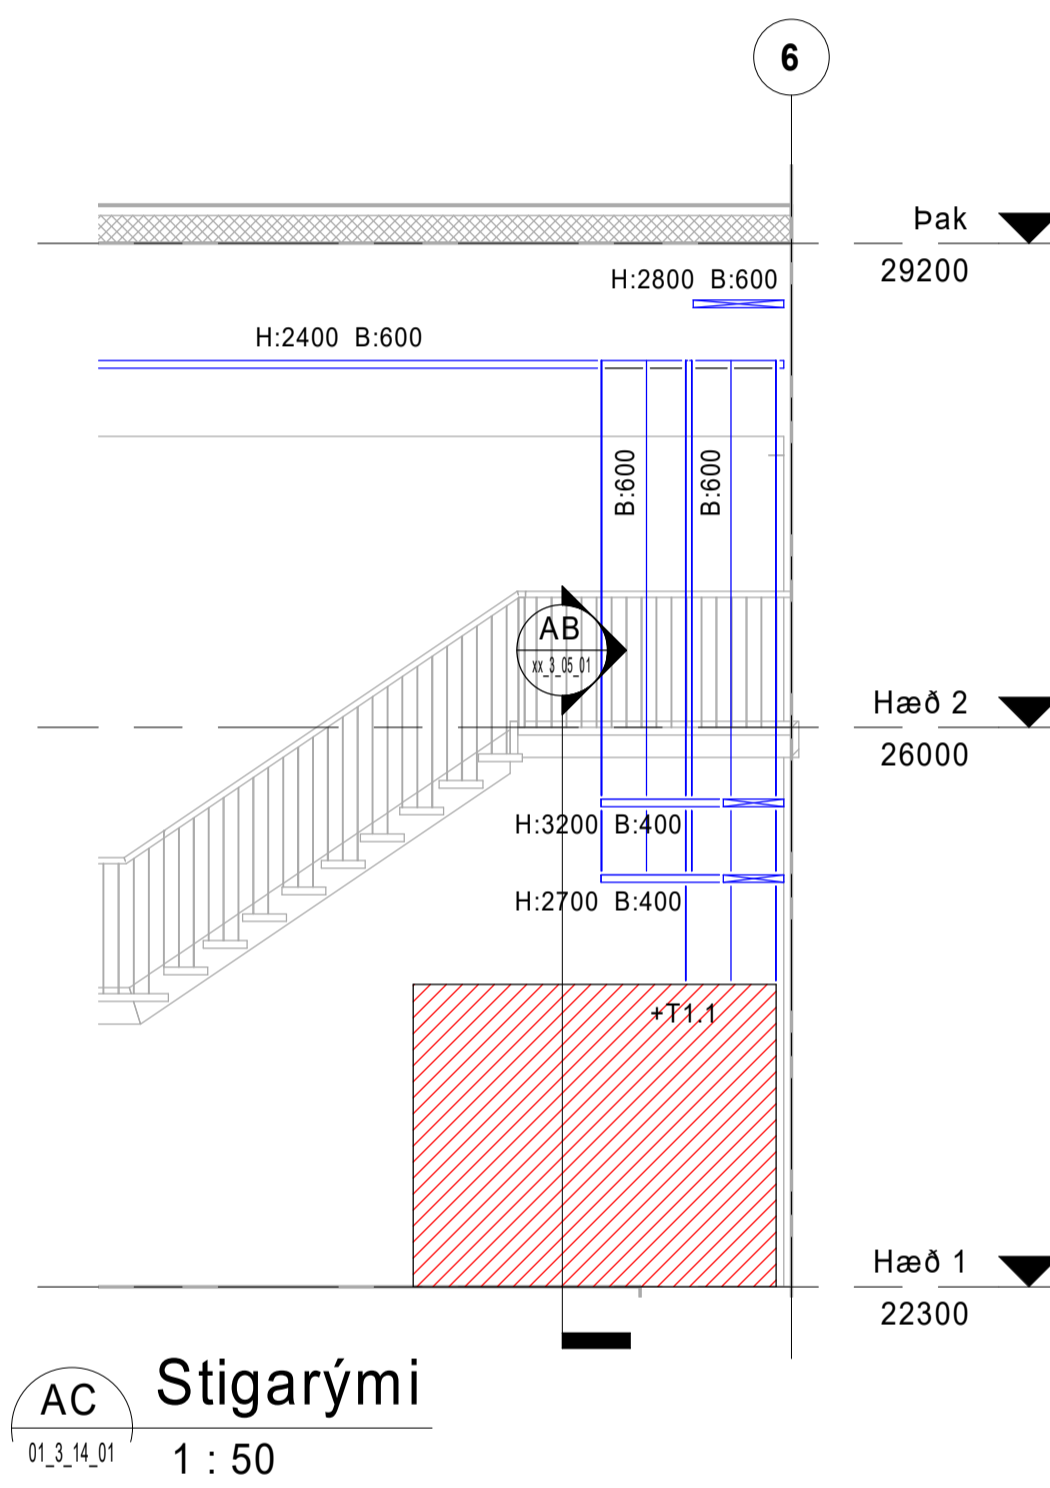 6
Þak
29200
H:2800 B:600
H:2400 B:600
B:600
B:600
AB
xx_3_05_01
Hæð 2
26000
H:3200 B:400
H:2700 B:400
+T1.1
Hæð 1
22300
AC
01_3_14_01
Stigarými
1 : 50